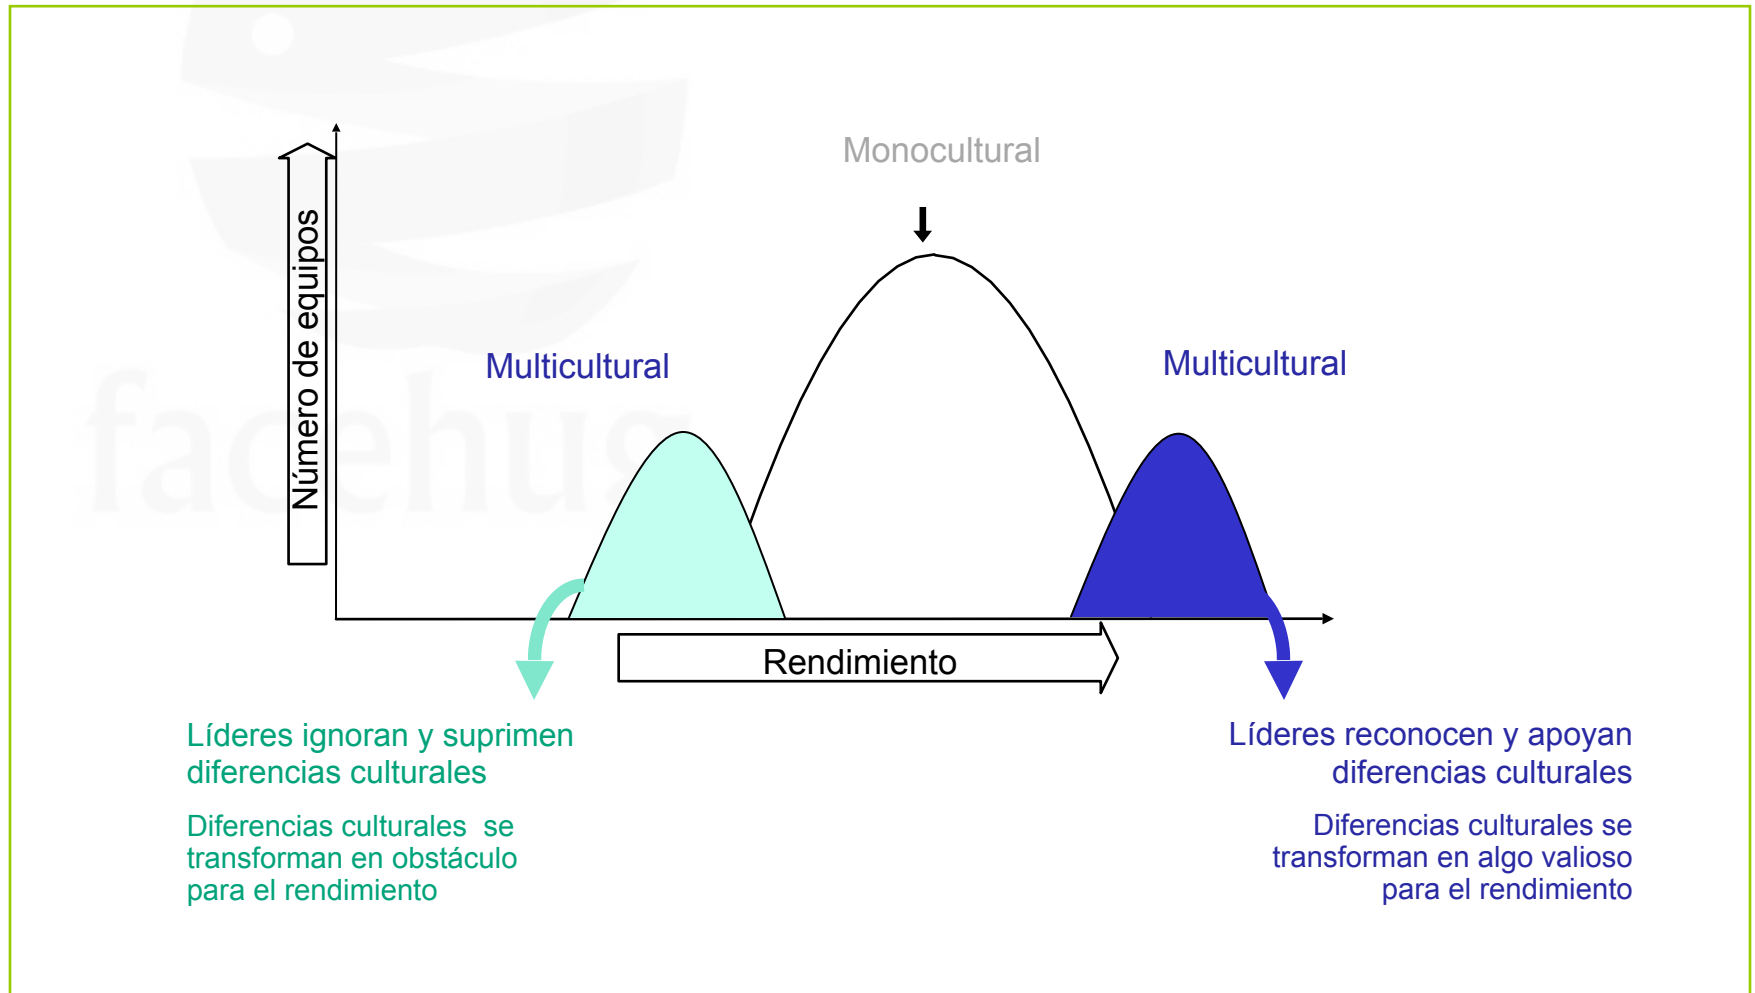 Monocultural
Número de equipos
Multicultural
Multicultural
facehug
Rendimiento
Líderes ignoran y suprimen
diferencias culturales
Diferencias culturales se
transforman en obstáculo
para el rendimiento
Líderes reconocen y apoyan
diferencias culturales
Diferencias culturales se
transforman en algo valioso
para el rendimiento